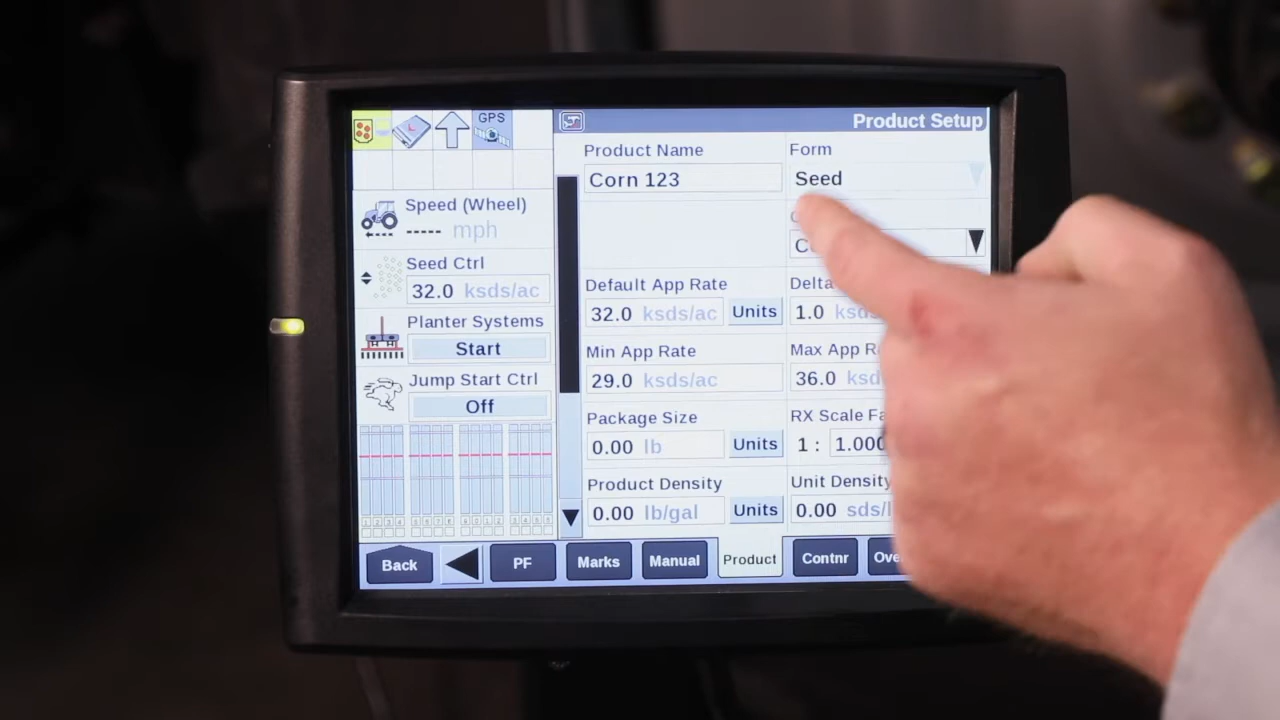 GPS
Product Setup
Speed (Wheel)
----- mph
Seed Ctrl
32.0 ksds/ac
Planter Systems
Start
Jump Start Ctrl
Off
Product Name
Corn 123
Form
Seed
Default App Rate
32.0 ksds/ac Units
Delta
1.0
Min App Rate
29.0 ksds/ac
Max App
36.0
Package Size
0.00 lb Units
RX Scale
1 : 1.000
Product Density
0.00 lb/gal Units
Unit Density
0.00 sds/
Back
PF
Marks
Manual
Product
Contnr